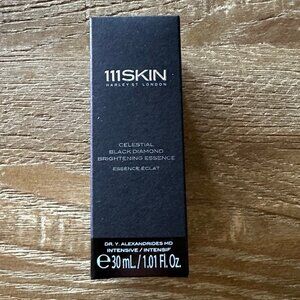 111SKIN
HARLEY ST LONDON
CELESTIAL
BLACK DIAMOND
BRIGHTENING ESSENCE
ESSENCE ÉCLAT
DR. Y. ALEXANDRIDES MD
INTENSIVE / INTENSIF
℮ 30 mL / 1.01 Fl. Oz.